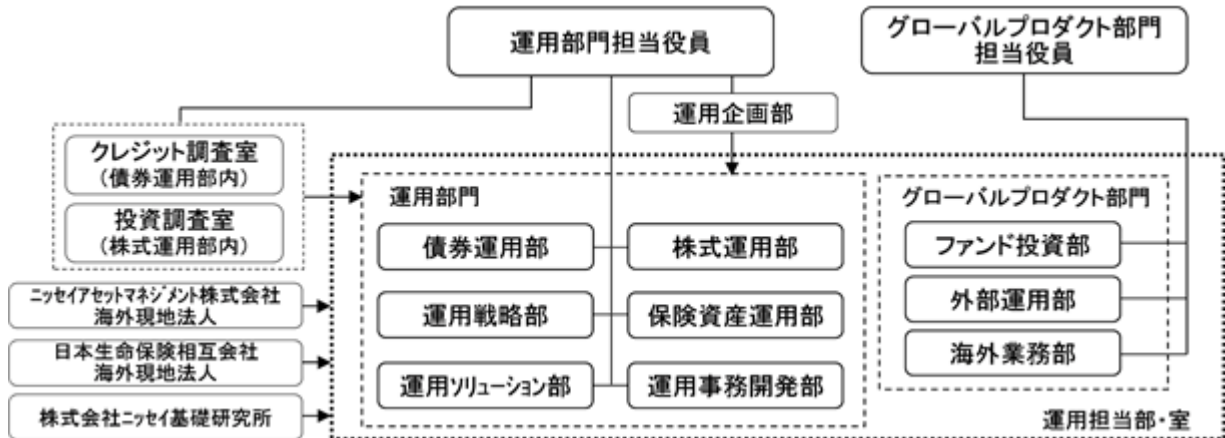 運用部門担当役員
グローバルプロダクト部門
担当役員
運用企画部
クレジット調査室
(債券運用部内)
投資調査室
(株式運用部内)
ニッセイアセットマネジメント株式会社
海外現地法人
日本生命保険相互会社
海外現地法人
株式会社ニッセイ基礎研究所
運用部門
債券運用部
株式運用部
運用戦略部
保険資産運用部
運用ソリューション部
運用事務開発部
グローバルプロダクト部門
ファンド投資部
外部運用部
海外業務部
運用担当部・室